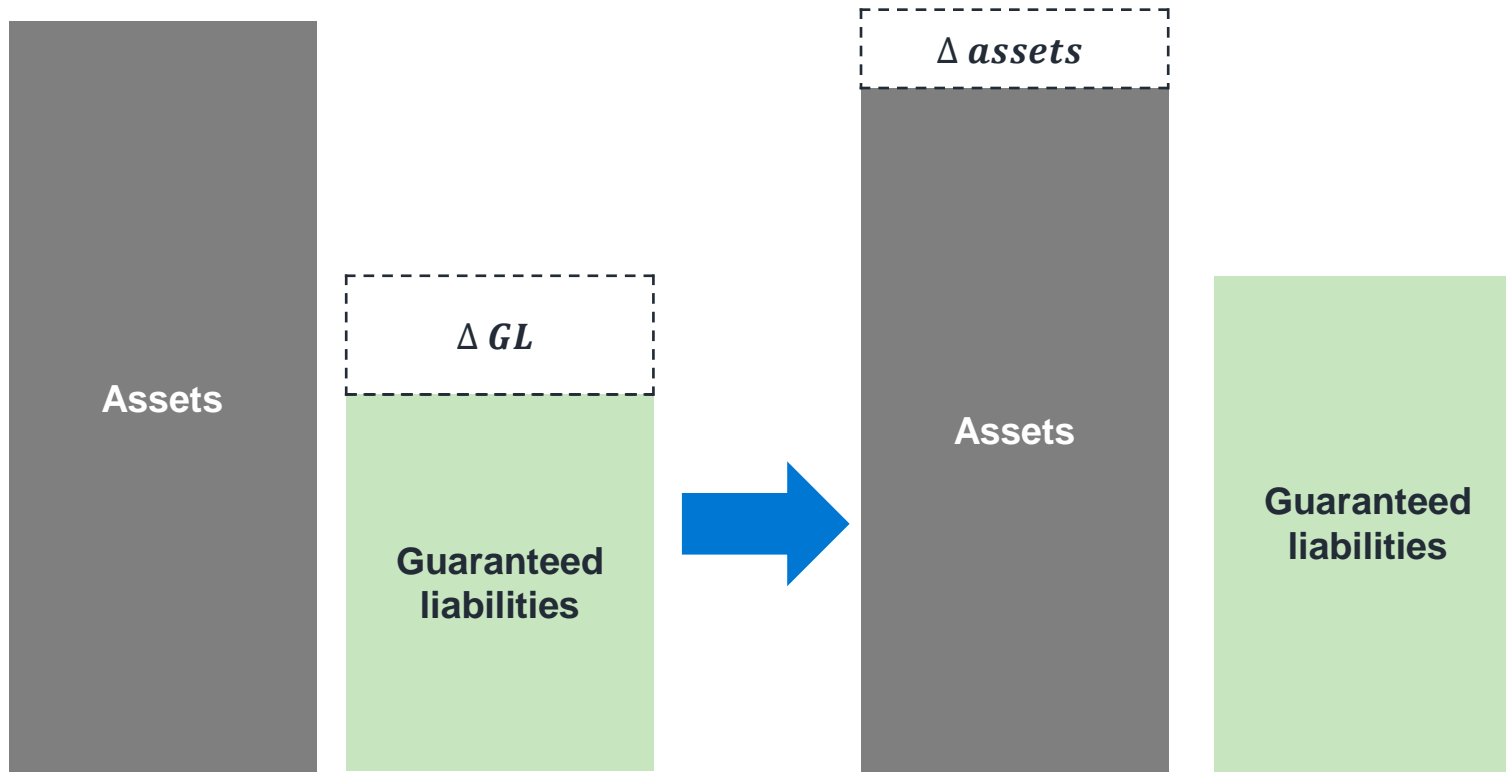 Assets
Δ GL
Guaranteed
liabilities
Δ assets
Assets
Guaranteed
liabilities